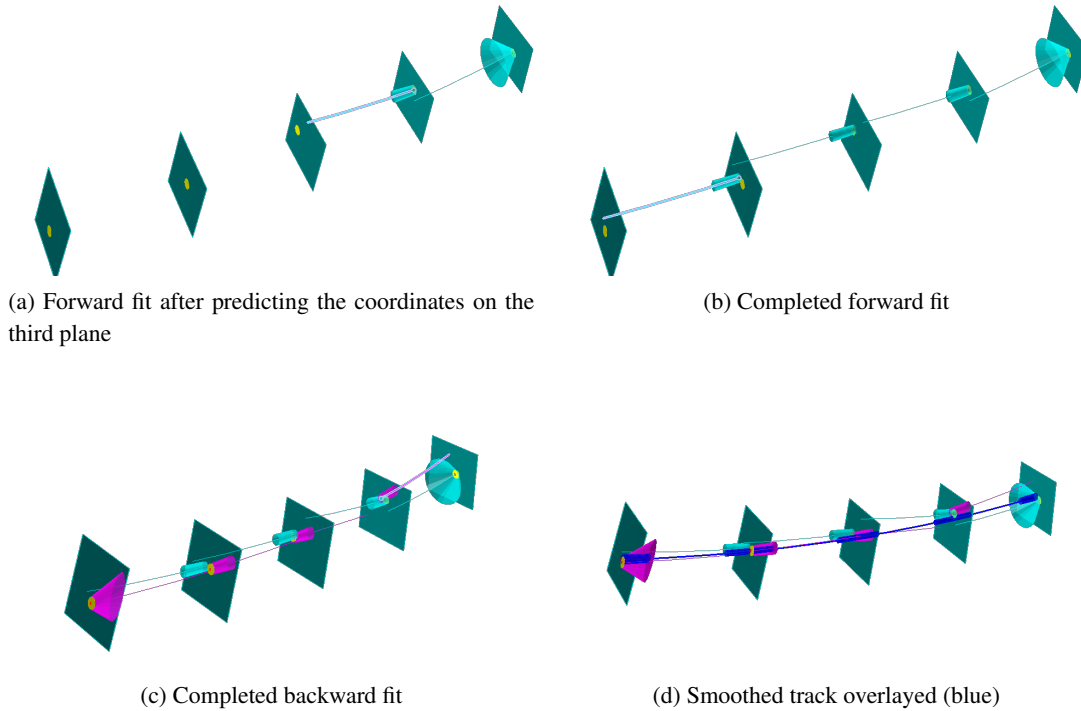 (a) Forward fit after predicting the coordinates on the
third plane
(b) Completed forward fit
(c) Completed backward fit
(d) Smoothed track overlayed (blue)